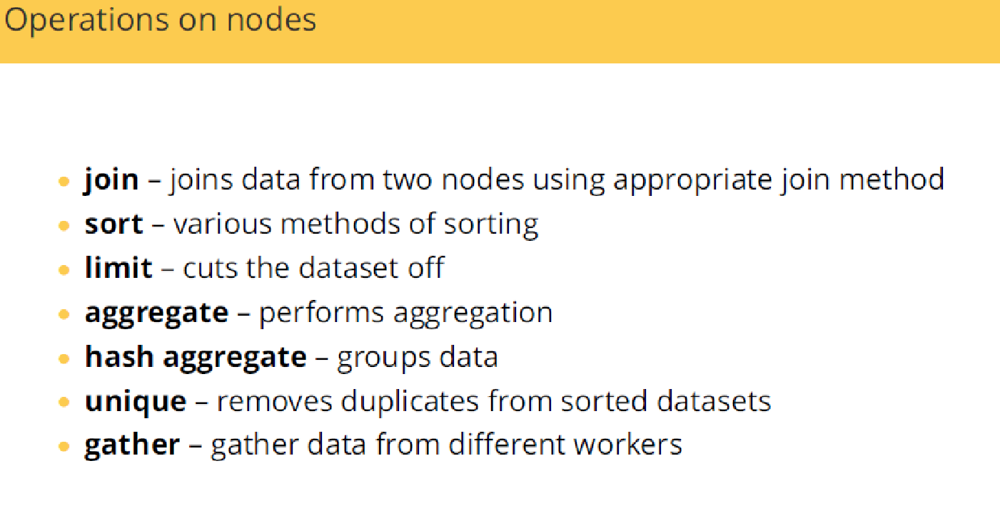 Operations on nodes
• join – joins data from two nodes using appropriate join method
• sort – various methods of sorting
• limit – cuts the dataset off
• aggregate – performs aggregation
• hash aggregate – groups data
• unique – removes duplicates from sorted datasets
• gather – gather data from different workers